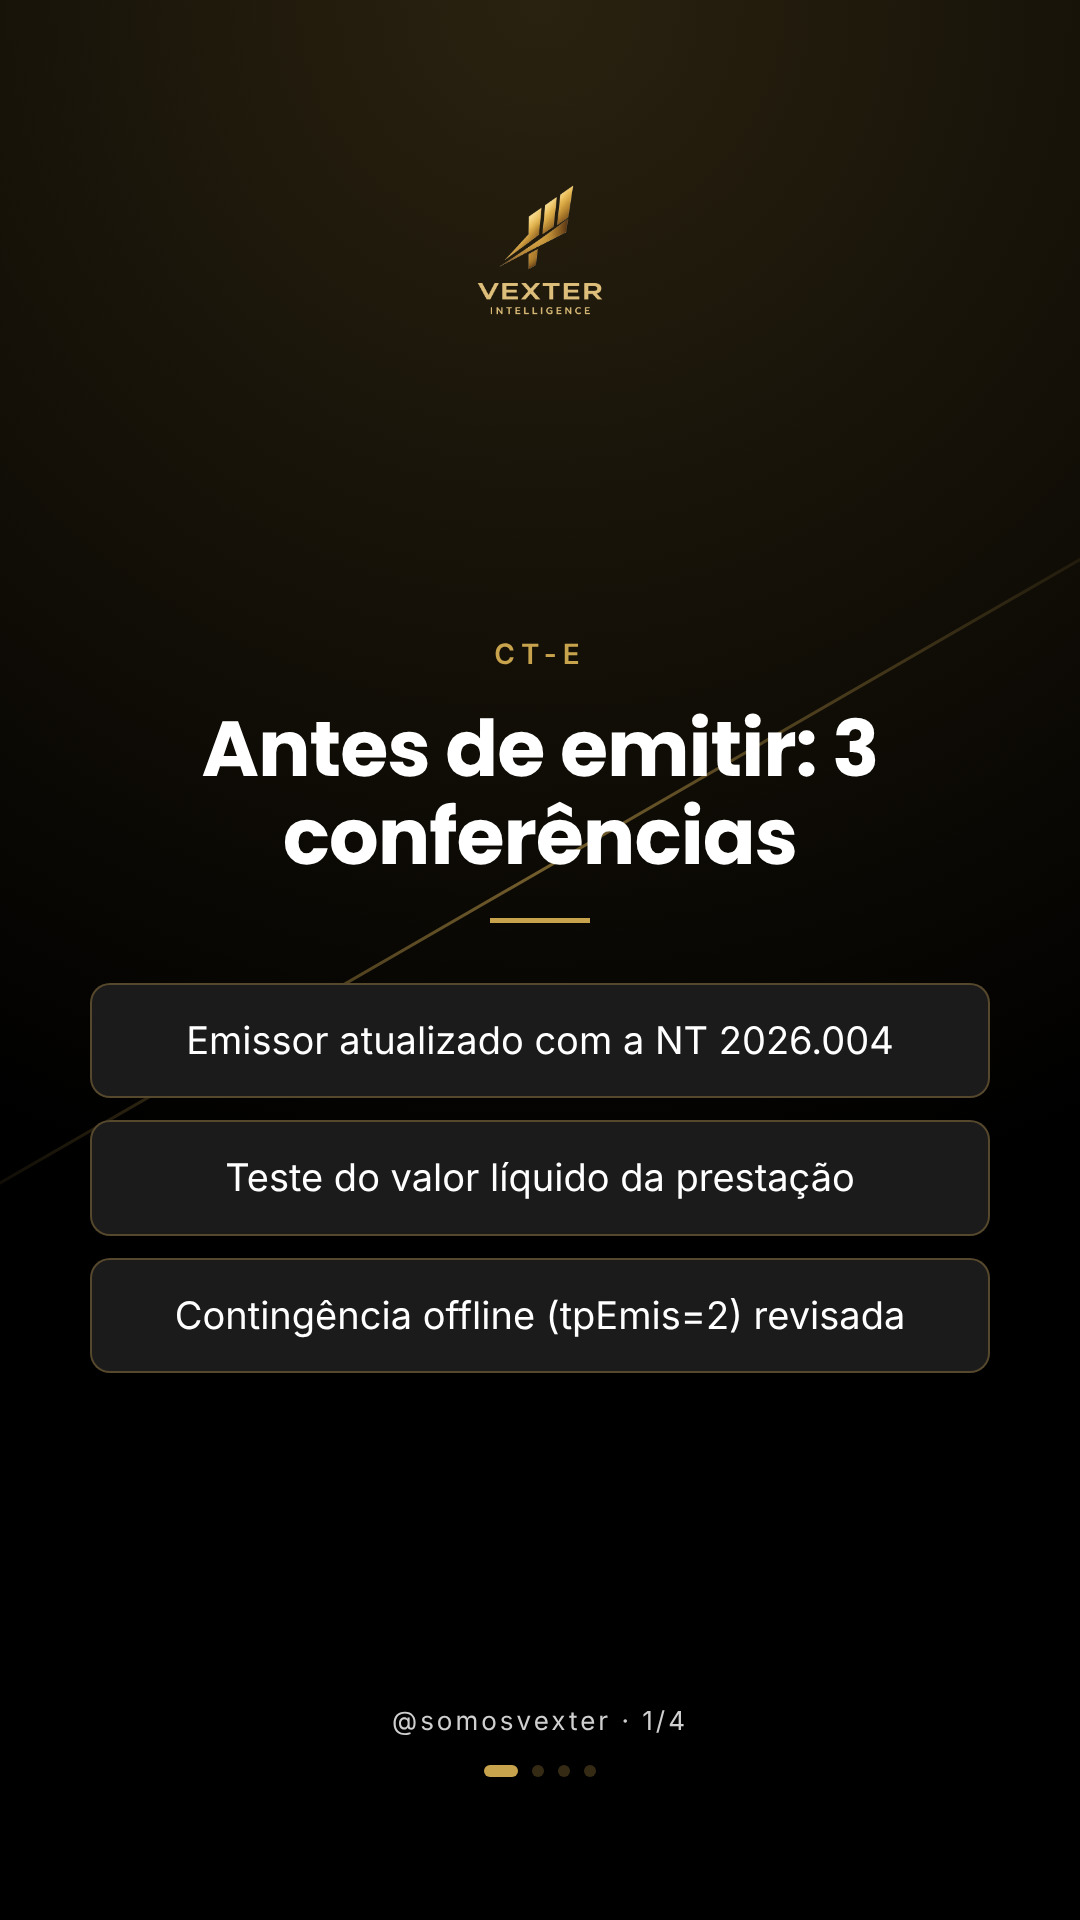 VEXTER
INTELLIGENCE
CT-E
Antes de emitir: 3
conferências
Emissor atualizado com a NT 2026.004
Teste do valor líquido da prestação
Contingência offline (tpEmis=2) revisada
@somosvexter · 1/4